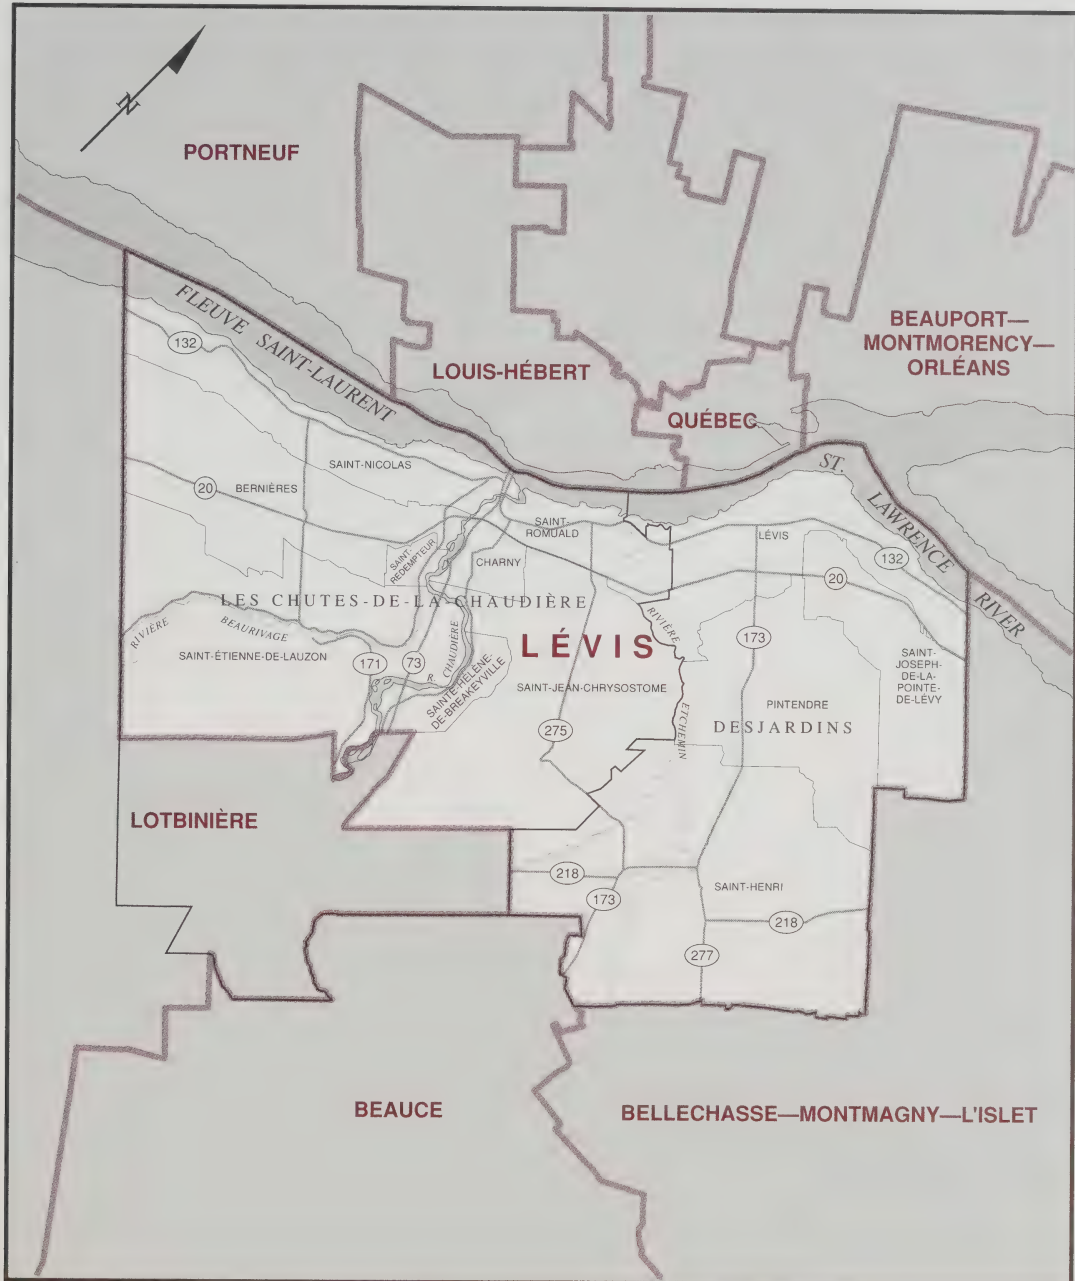 N
PORTNEUF
FLEUVE SAINT-LAURENT
132
LOUIS-HÉBERT
BEAUPORT—
MONTMORENCY—
ORLÉANS
QUÉBEC
ST. LAWRENCE RIVER
SAINT-NICOLAS
20
BERNIÈRES
SAINT-
ROMUALD
LÉVIS
132
SAINT-
RÉDEMPTEUR
CHARNY
20
LES CHUTES-DE-LA-CHAUDIÈRE
RIVIÈRE
BEAURIVAGE
SAINT-ÉTIENNE-DE-LAUZON
171
73
R. CHAUDIÈRE
SAINTE-HÉLÈNE-
DE-BREAKEYVILLE
LÉVIS
RIVIÈRE
ETCHEMIN
173
SAINT-
JOSEPH-
DE-LA-
POINTE-
DE-LÉVY
SAINT-JEAN-CHRYSOSTOME
PINTENDRE
275
DESJARDINS
LOTBINIÈRE
218
173
SAINT-HENRI
218
277
BEAUCE
BELLECHASSE—MONTMAGNY—L'ISLET